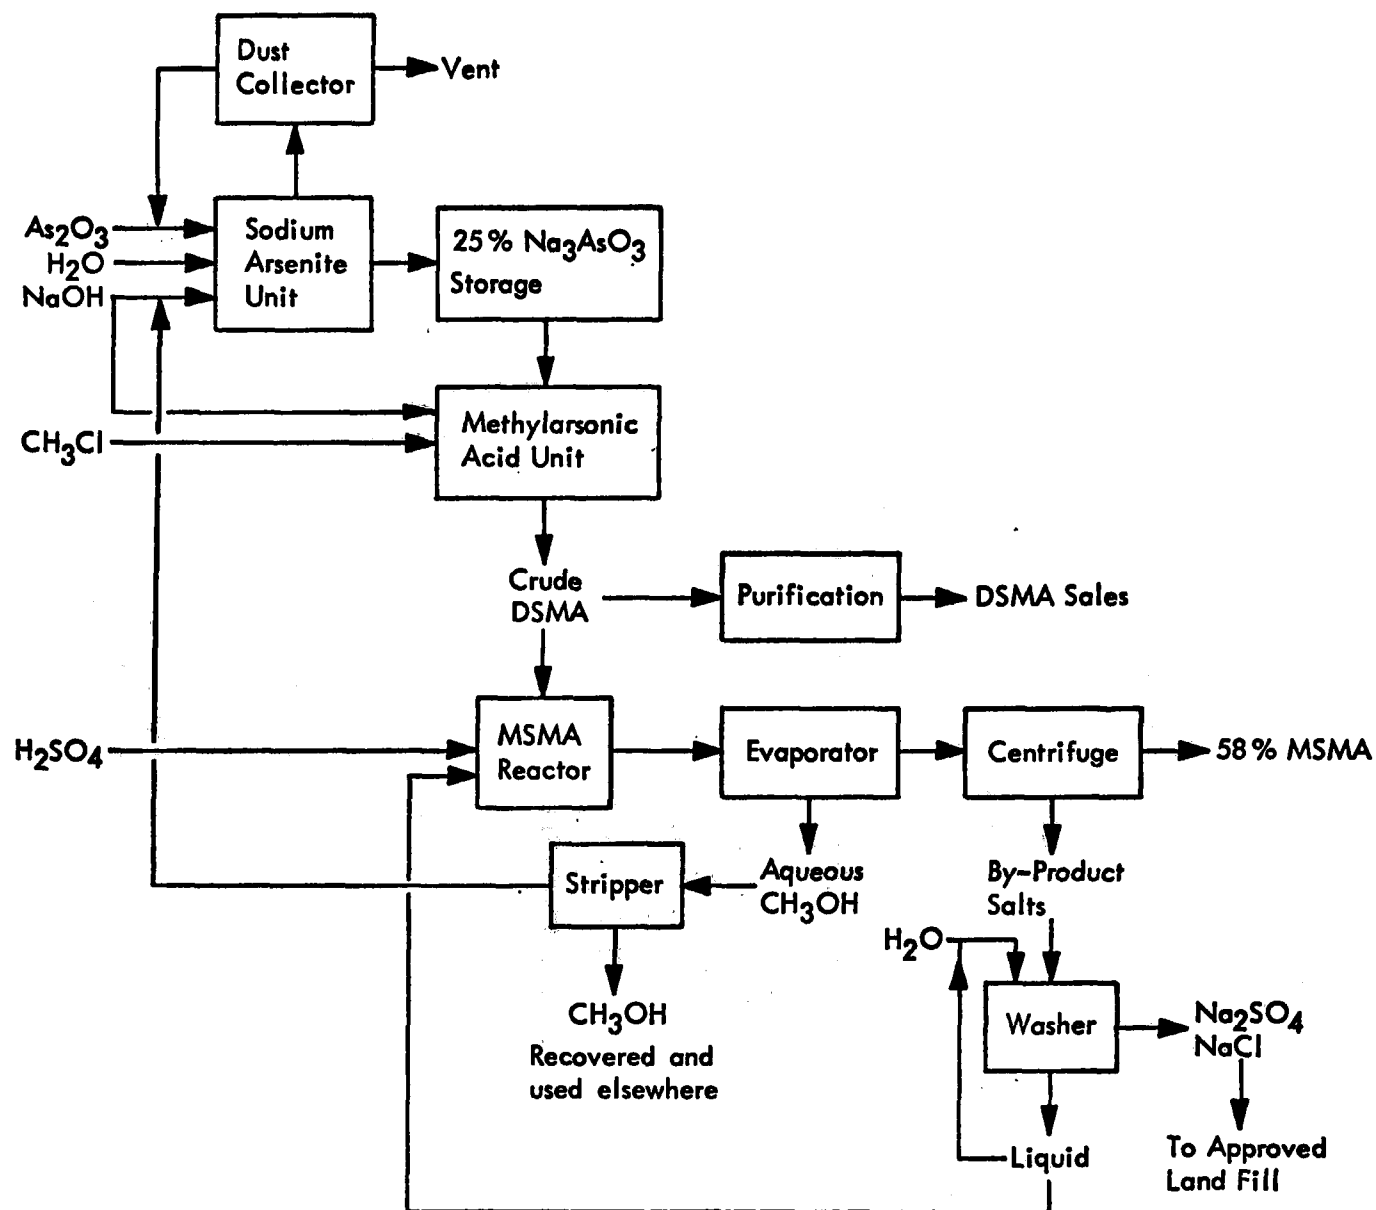 Dust
Collector
Vent
As2O3
H2O
NaOH
Sodium
Arsenite
Unit
25% Na3AsO3
Storage
CH3Cl
Methylarsonic
Acid Unit
Crude
DSMA
Purification
DSMA Sales
H2SO4
MSMA
Reactor
Evaporator
Centrifuge
58% MSMA
Stripper
Aqueous
CH3OH
By-Product
Salts
H2O
CH3OH
Recovered and
used elsewhere
Washer
Na2SO4
NaCl
Liquid
To Approved
Land Fill